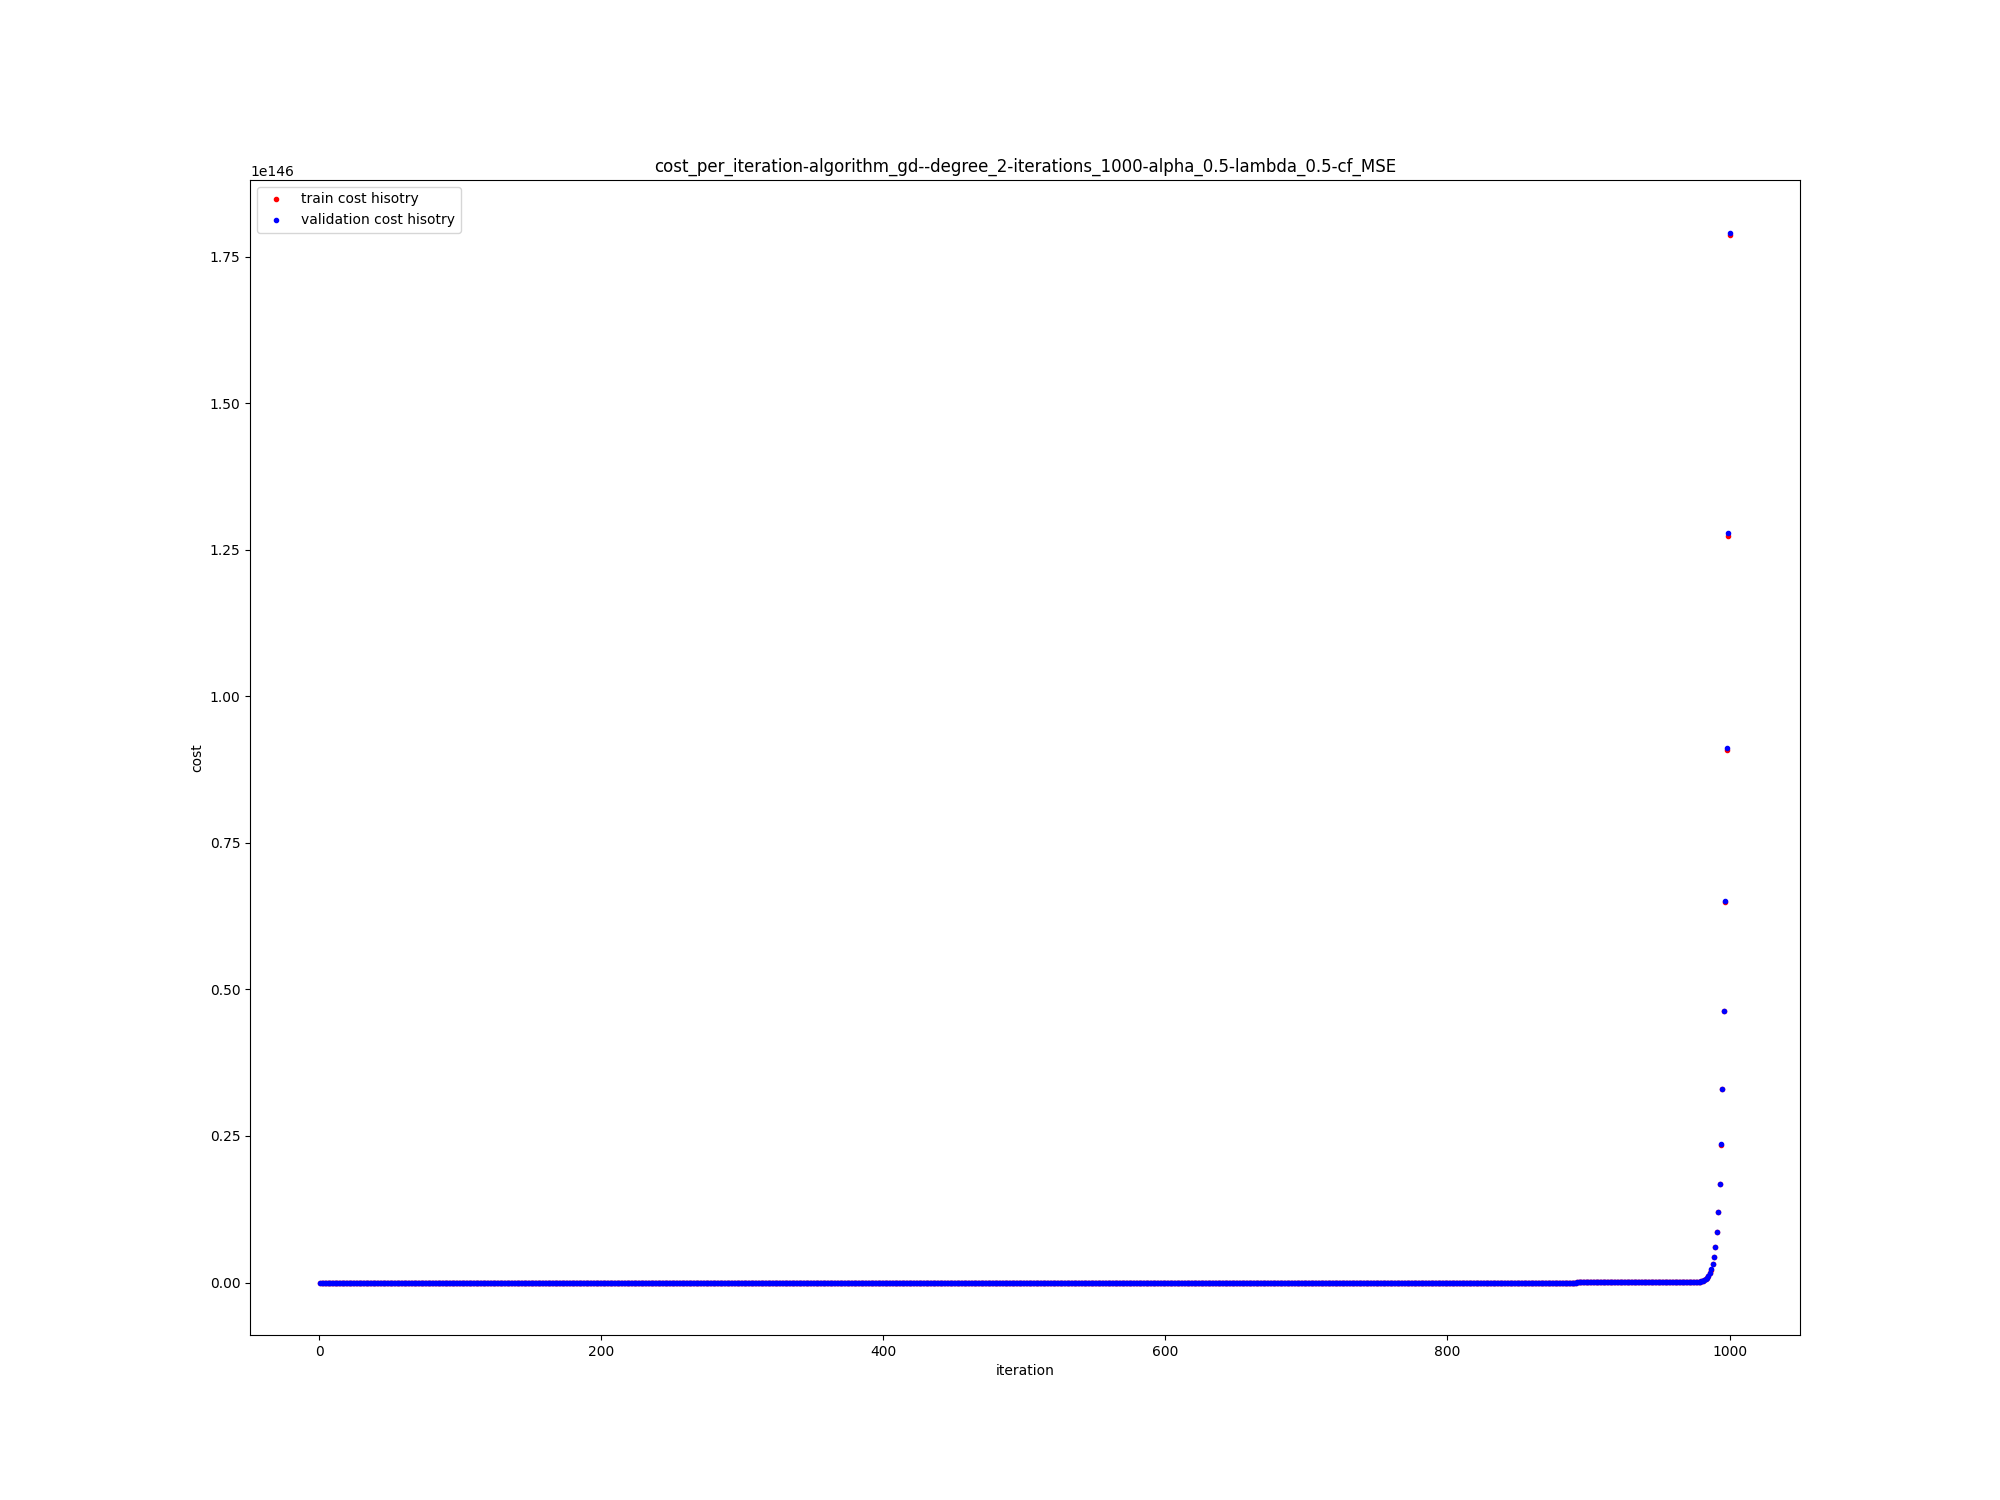 cost_per_iteration-algorithm_gd--degree_2-iterations_1000-alpha_0.5-lambda_0.5-cf_MSE
1e146
train cost hisotry
validation cost hisotry
1.75
1.50
1.25
1.00
0.75
0.50
0.25
0.00
cost
0 200 400 600 800 1000
iteration